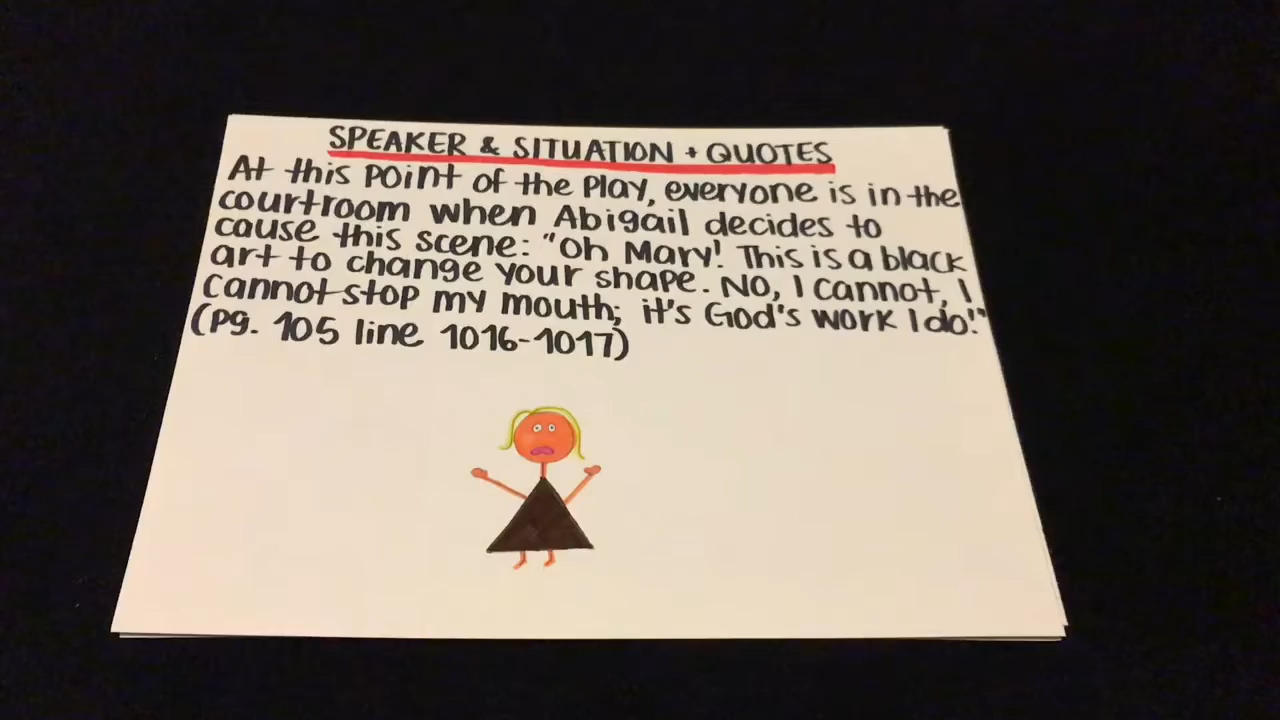 SPEAKER & SITUATION + QUOTES
At this point of the Play, everyone is in the
courtroom when Abigail decides to
cause this scene: "Oh Mary! This is a black
art to change your shape. No, I cannot, I
cannot stop my mouth; it's God's work I do!"
(pg. 105 line 1016-1017)